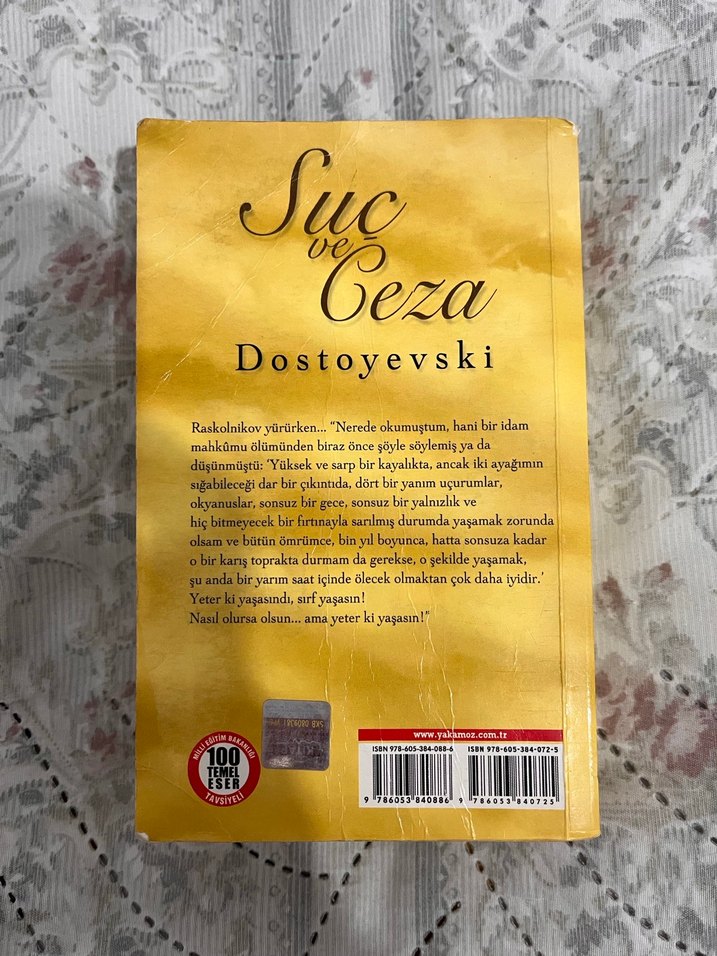 Suç
ve
Ceza
Dostoyevski
Raskolnikov yürürken... “Nerede okumuştum, hani bir idam
mahkûmu ölümünden biraz önce şöyle söylemiş ya da
düşünmüştü: ‘Yüksek ve sarp bir kayalıkta, ancak iki ayağımın
sığabileceği dar bir çıkıntıda, dört bir yanım uçurumlar,
okyanuslar, sonsuz bir gece, sonsuz bir yalnızlık ve
hiç bitmeyecek bir fırtınayla sarılmış durumda yaşamak zorunda
olsam ve bütün ömrümce, bin yıl boyunca, hatta sonsuza kadar
o bir karış toprakta durmam da gerekse, o şekilde yaşamak,
şu anda bir yarım saat içinde ölecek olmaktan çok daha iyidir.’
Yeter ki yaşasındı, sırf yaşasın!
Nasıl olursa olsun... ama yeter ki yaşasın!”
MİLLİ EĞİTİM BAKANLIĞI
100
TEMEL
ESER
TAVSİYELİ
www.yakamoz.com.tr
ISBN 978-605-384-088-6
9 786053 840886
ISBN 978-605-384-072-5
9 786053 840725